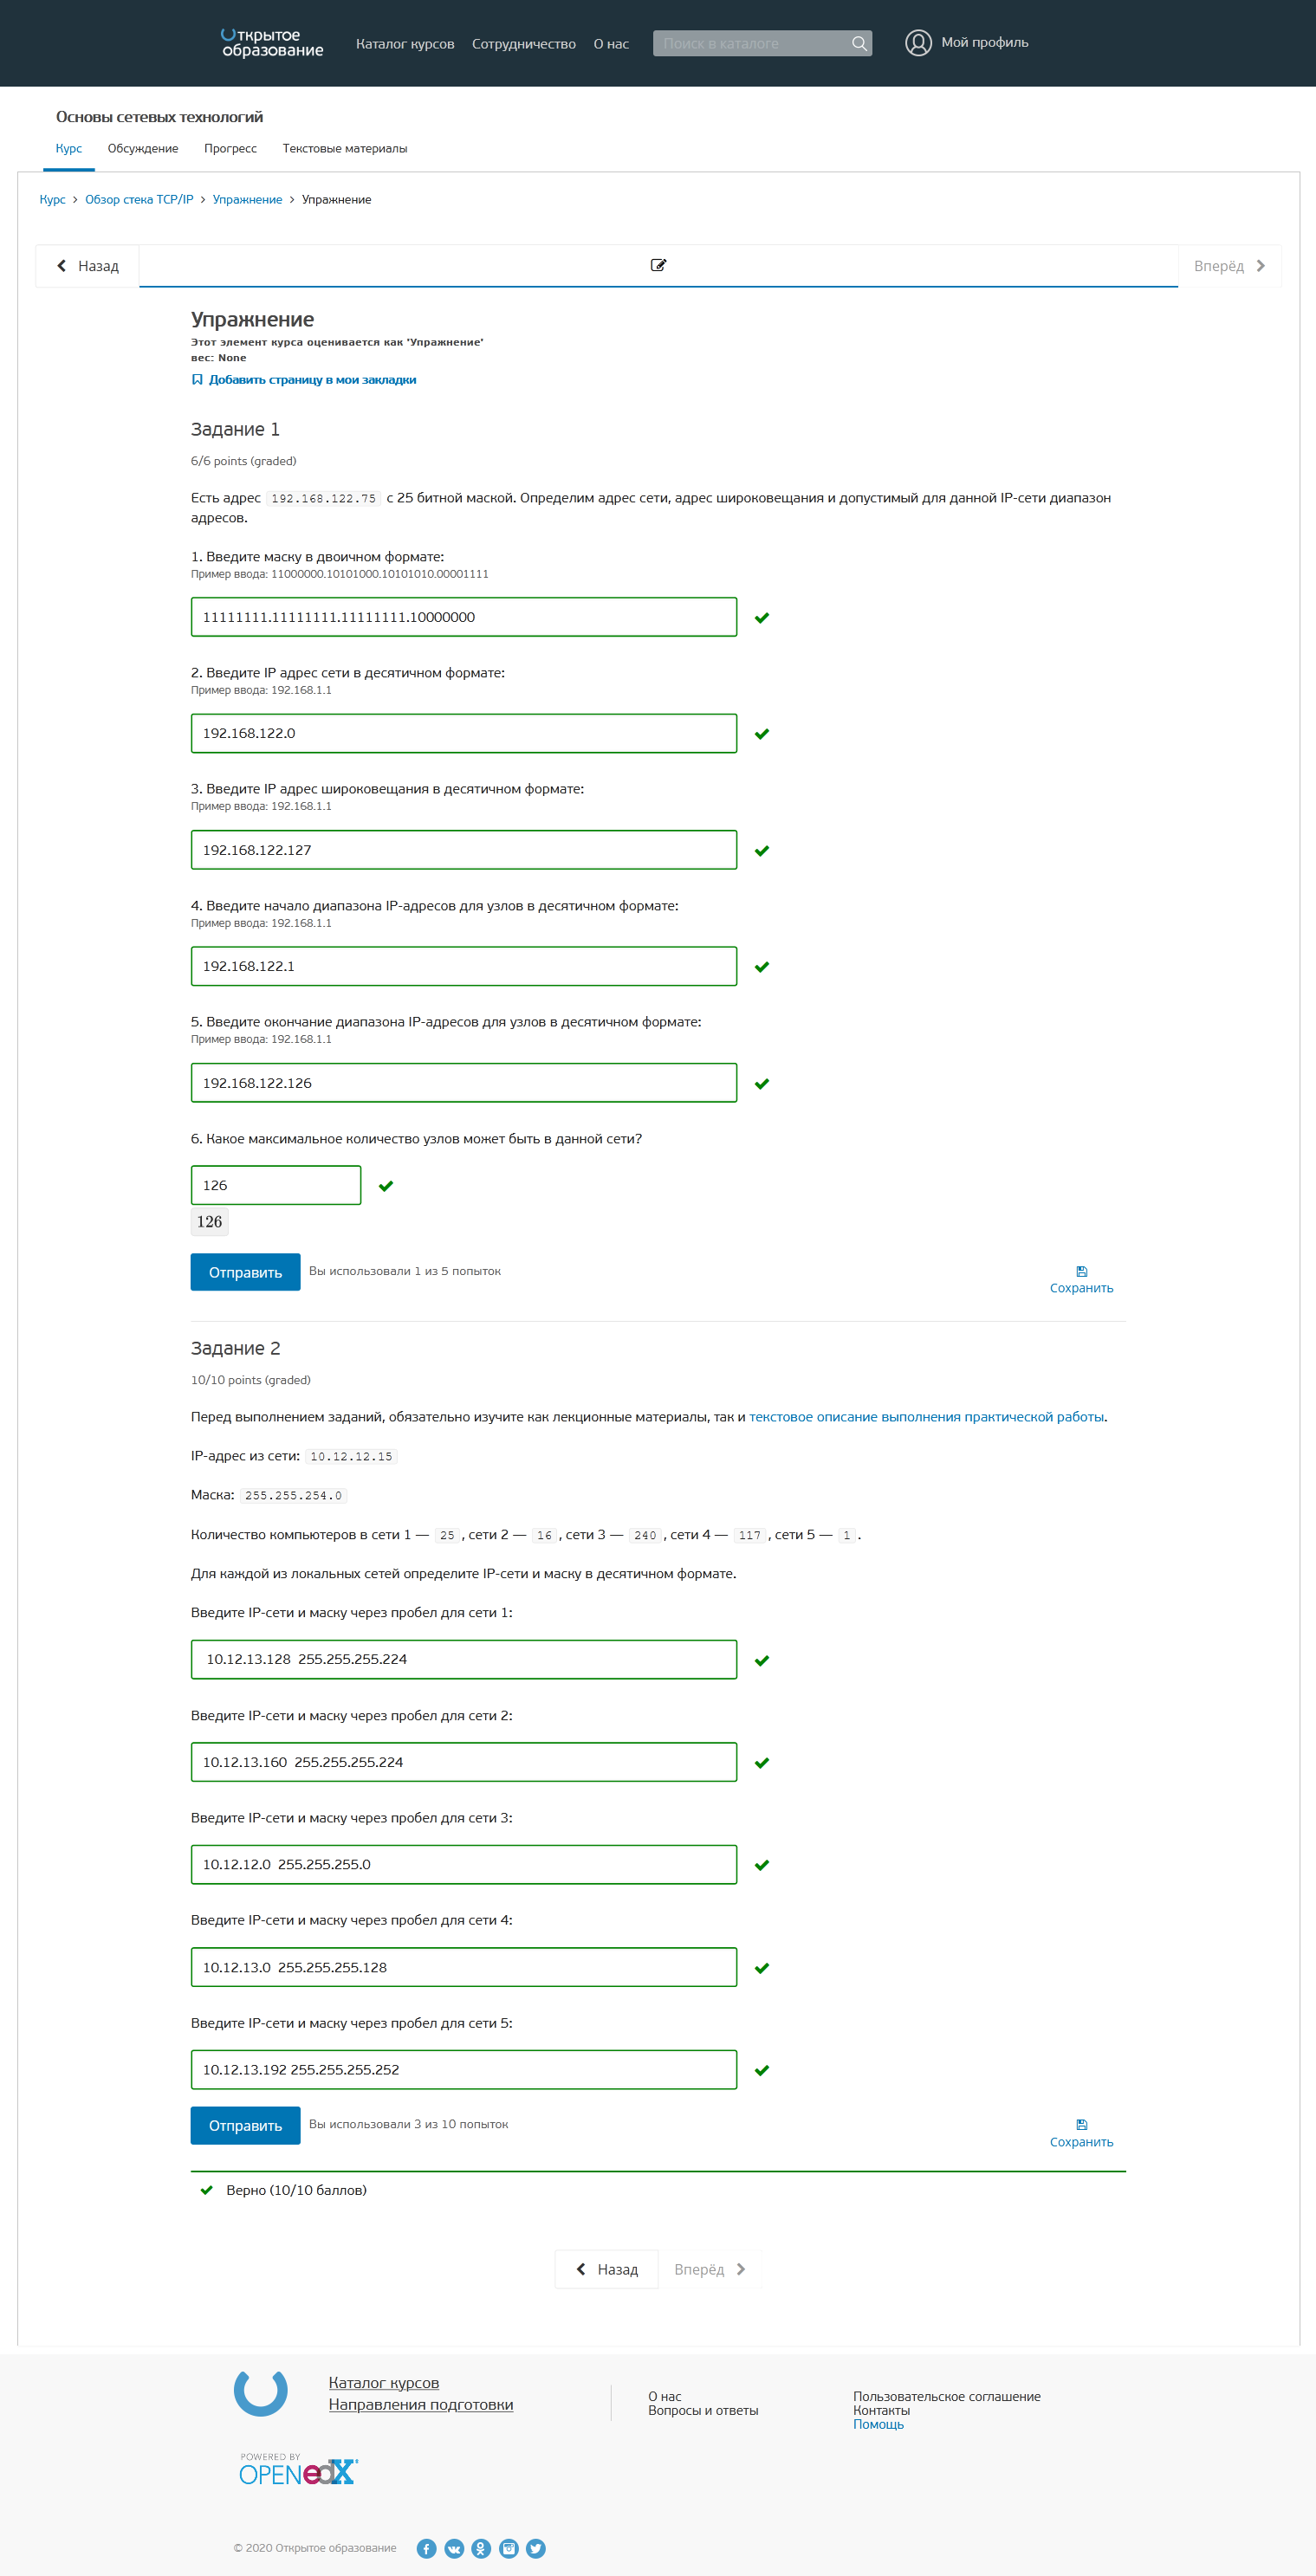 Открытое образование
Каталог курсов Сотрудничество О нас Поиск в каталоге Мой профиль
Основы сетевых технологий
Курс Обсуждение Прогресс Текстовые материалы
Курс > Обзор стека TCP/IP > Упражнение > Упражнение
Назад Вперёд
Упражнение
Этот элемент курса оценивается как 'Упражнение'
вес: None
Добавить страницу в мои закладки
Задание 1
6/6 points (graded)
Есть адрес 192.168.122.75 с 25 битной маской. Определим адрес сети, адрес широковещания и допустимый для данной IP-сети диапазон
адресов.
1. Введите маску в двоичном формате:
Пример ввода: 11000000.10101000.10101010.00001111
11111111.11111111.11111111.10000000
2. Введите IP адрес сети в десятичном формате:
Пример ввода: 192.168.1.1
192.168.122.0
3. Введите IP адрес широковещания в десятичном формате:
Пример ввода: 192.168.1.1
192.168.122.127
4. Введите начало диапазона IP-адресов для узлов в десятичном формате:
Пример ввода: 192.168.1.1
192.168.122.1
5. Введите окончание диапазона IP-адресов для узлов в десятичном формате:
Пример ввода: 192.168.1.1
192.168.122.126
6. Какое максимальное количество узлов может быть в данной сети?
126
126
Отправить Вы использовали 1 из 5 попыток
Сохранить
Задание 2
10/10 points (graded)
Перед выполнением заданий, обязательно изучите как лекционные материалы, так и текстовое описание выполнения практической работы.
IP-адрес из сети: 10.12.12.15
Маска: 255.255.254.0
Количество компьютеров в сети 1 — 25, сети 2 — 16, сети 3 — 240, сети 4 — 117, сети 5 — 1.
Для каждой из локальных сетей определите IP-сети и маску в десятичном формате.
Введите IP-сети и маску через пробел для сети 1:
10.12.13.128 255.255.255.224
Введите IP-сети и маску через пробел для сети 2:
10.12.13.160 255.255.255.224
Введите IP-сети и маску через пробел для сети 3:
10.12.12.0 255.255.255.0
Введите IP-сети и маску через пробел для сети 4:
10.12.13.0 255.255.255.128
Введите IP-сети и маску через пробел для сети 5:
10.12.13.192 255.255.255.252
Отправить Вы использовали 3 из 10 попыток
Сохранить
Верно (10/10 баллов)
Назад Вперёд
Каталог курсов
Направления подготовки
О нас
Вопросы и ответы
Пользовательское соглашение
Контакты
Помощь
POWERED BY
OPEN edX
© 2020 Открытое образование